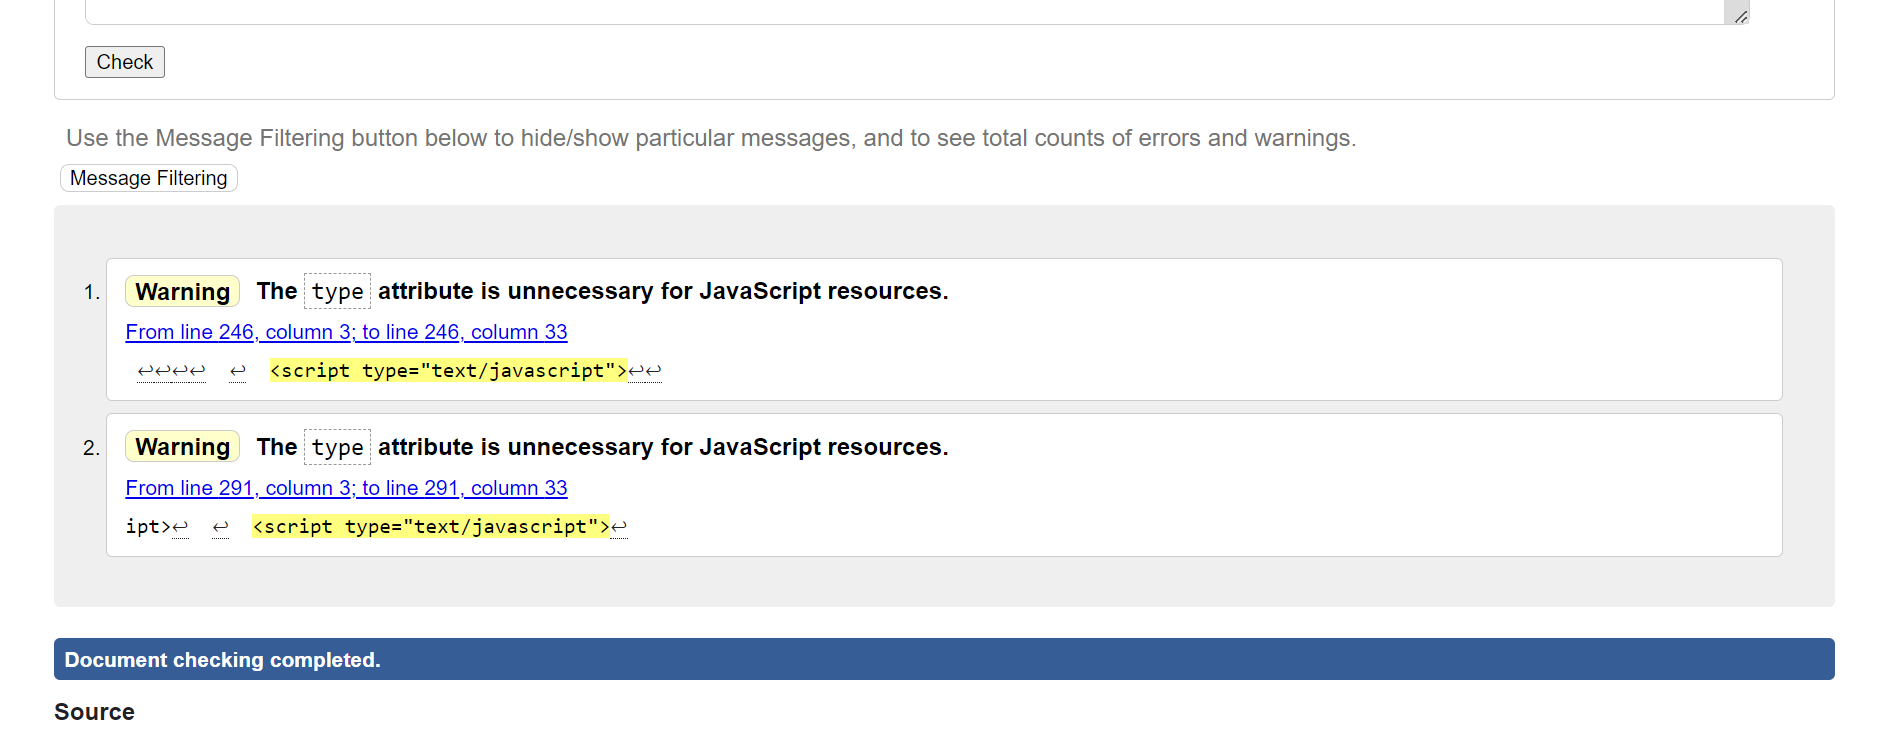 Check
Use the Message Filtering button below to hide/show particular messages, and to see total counts of errors and warnings.
Message Filtering
1. Warning The type attribute is unnecessary for JavaScript resources.
From line 246, column 3; to line 246, column 33
↩↩↩↩ ↩ <script type="text/javascript">↩↩
2. Warning The type attribute is unnecessary for JavaScript resources.
From line 291, column 3; to line 291, column 33
ipt>↩ ↩ <script type="text/javascript">↩
Document checking completed.
Source